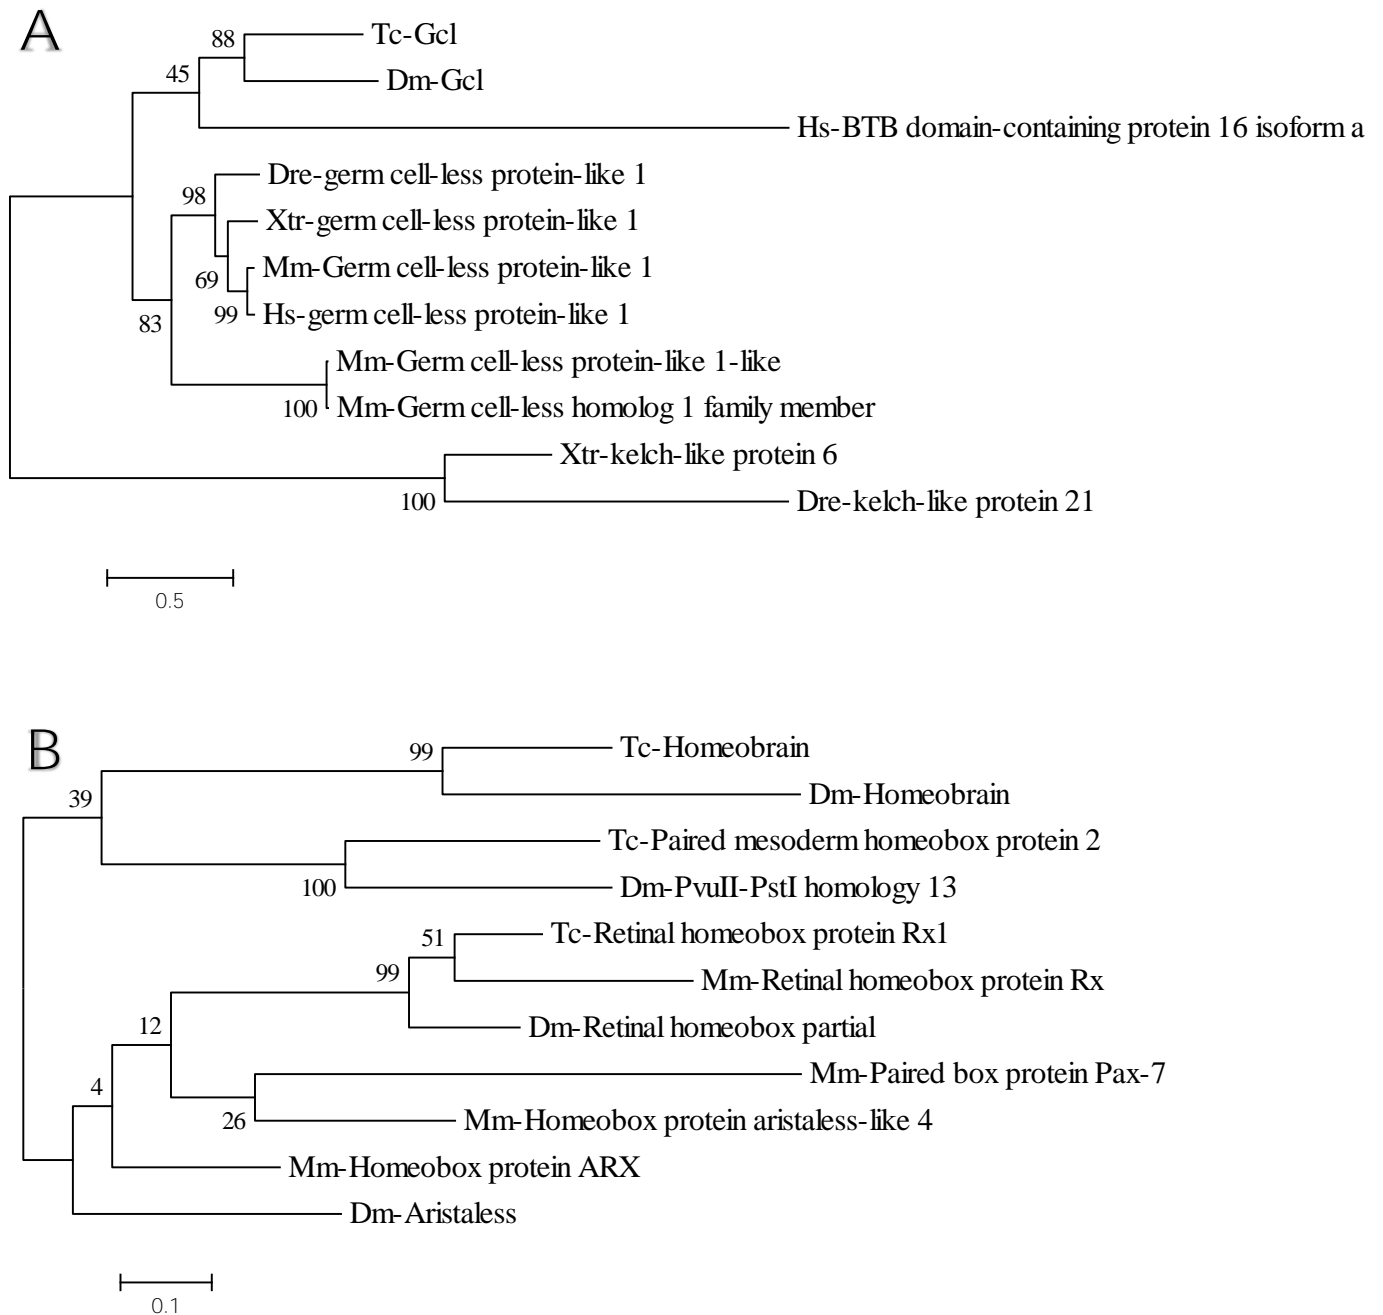 A
88
Tc-Gcl
45
Dm-Gcl
Hs-BTB domain-containing protein 16 isoform a
Dre-germ cell-less protein-like 1
98
Xtr-germ cell-less protein-like 1
69
Mm-Germ cell-less protein-like 1
99
Hs-germ cell-less protein-like 1
83
Mm-Germ cell-less protein-like 1-like
100
Mm-Germ cell-less homolog 1 family member
Xtr-kelch-like protein 6
100
Dre-kelch-like protein 21
0.5
B
99
Tc-Homeobrain
39
Dm-Homeobrain
Tc-Paired mesoderm homeobox protein 2
100
Dm-PvuII-PstI homology 13
51
Tc-Retinal homeobox protein Rx1
99
Mm-Retinal homeobox protein Rx
12
Dm-Retinal homeobox partial
Mm-Paired box protein Pax-7
4
26
Mm-Homeobox protein aristaless-like 4
Mm-Homeobox protein ARX
Dm-Aristaless
0.1